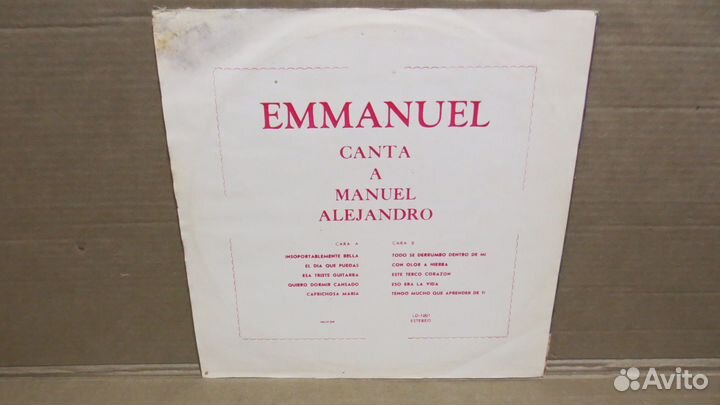 EMMANUEL
CANTA
A
MANUEL
ALEJANDRO
CARA A
INSOPORTABLEMENTE BELLA
EL DIA QUE PUEDAS
ESA TRISTE GUITARRA
QUIERO DORMIR CANSADO
CAPRICHOSA MARIA
CARA B
TODO SE DERRUMBO DENTRO DE MI
CON OLOR A HIERBA
ESTE TERCO CORAZON
ESO ERA LA VIDA
TENGO MUCHO QUE APRENDER DE TI
ESTEREO
Avito